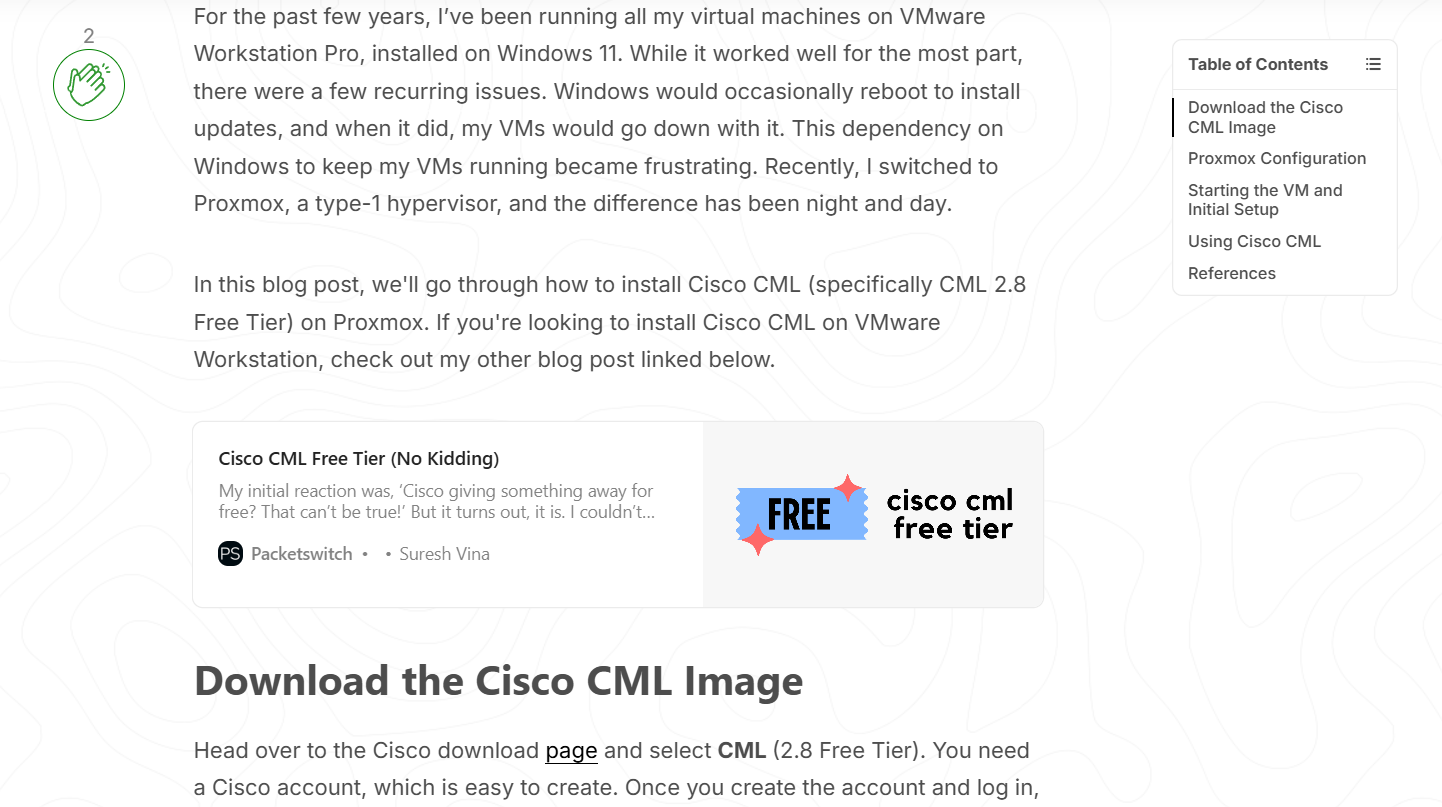 For the past few years, I’ve been running all my virtual machines on VMware
Workstation Pro, installed on Windows 11. While it worked well for the most part,
there were a few recurring issues. Windows would occasionally reboot to install
updates, and when it did, my VMs would go down with it. This dependency on
Windows to keep my VMs running became frustrating. Recently, I switched to
Proxmox, a type-1 hypervisor, and the difference has been night and day.
In this blog post, we'll go through how to install Cisco CML (specifically CML 2.8
Free Tier) on Proxmox. If you're looking to install Cisco CML on VMware
Workstation, check out my other blog post linked below.
Cisco CML Free Tier (No Kidding)
My initial reaction was, ‘Cisco giving something away for
free? That can’t be true!’ But it turns out, it is. I couldn’t...
PS Packetswitch • • Suresh Vina
FREE
cisco cml
free tier
Download the Cisco CML Image
Head over to the Cisco download page and select CML (2.8 Free Tier). You need
a Cisco account, which is easy to create. Once you create the account and log in,
2
Table of Contents
Download the Cisco
CML Image
Proxmox Configuration
Starting the VM and
Initial Setup
Using Cisco CML
References